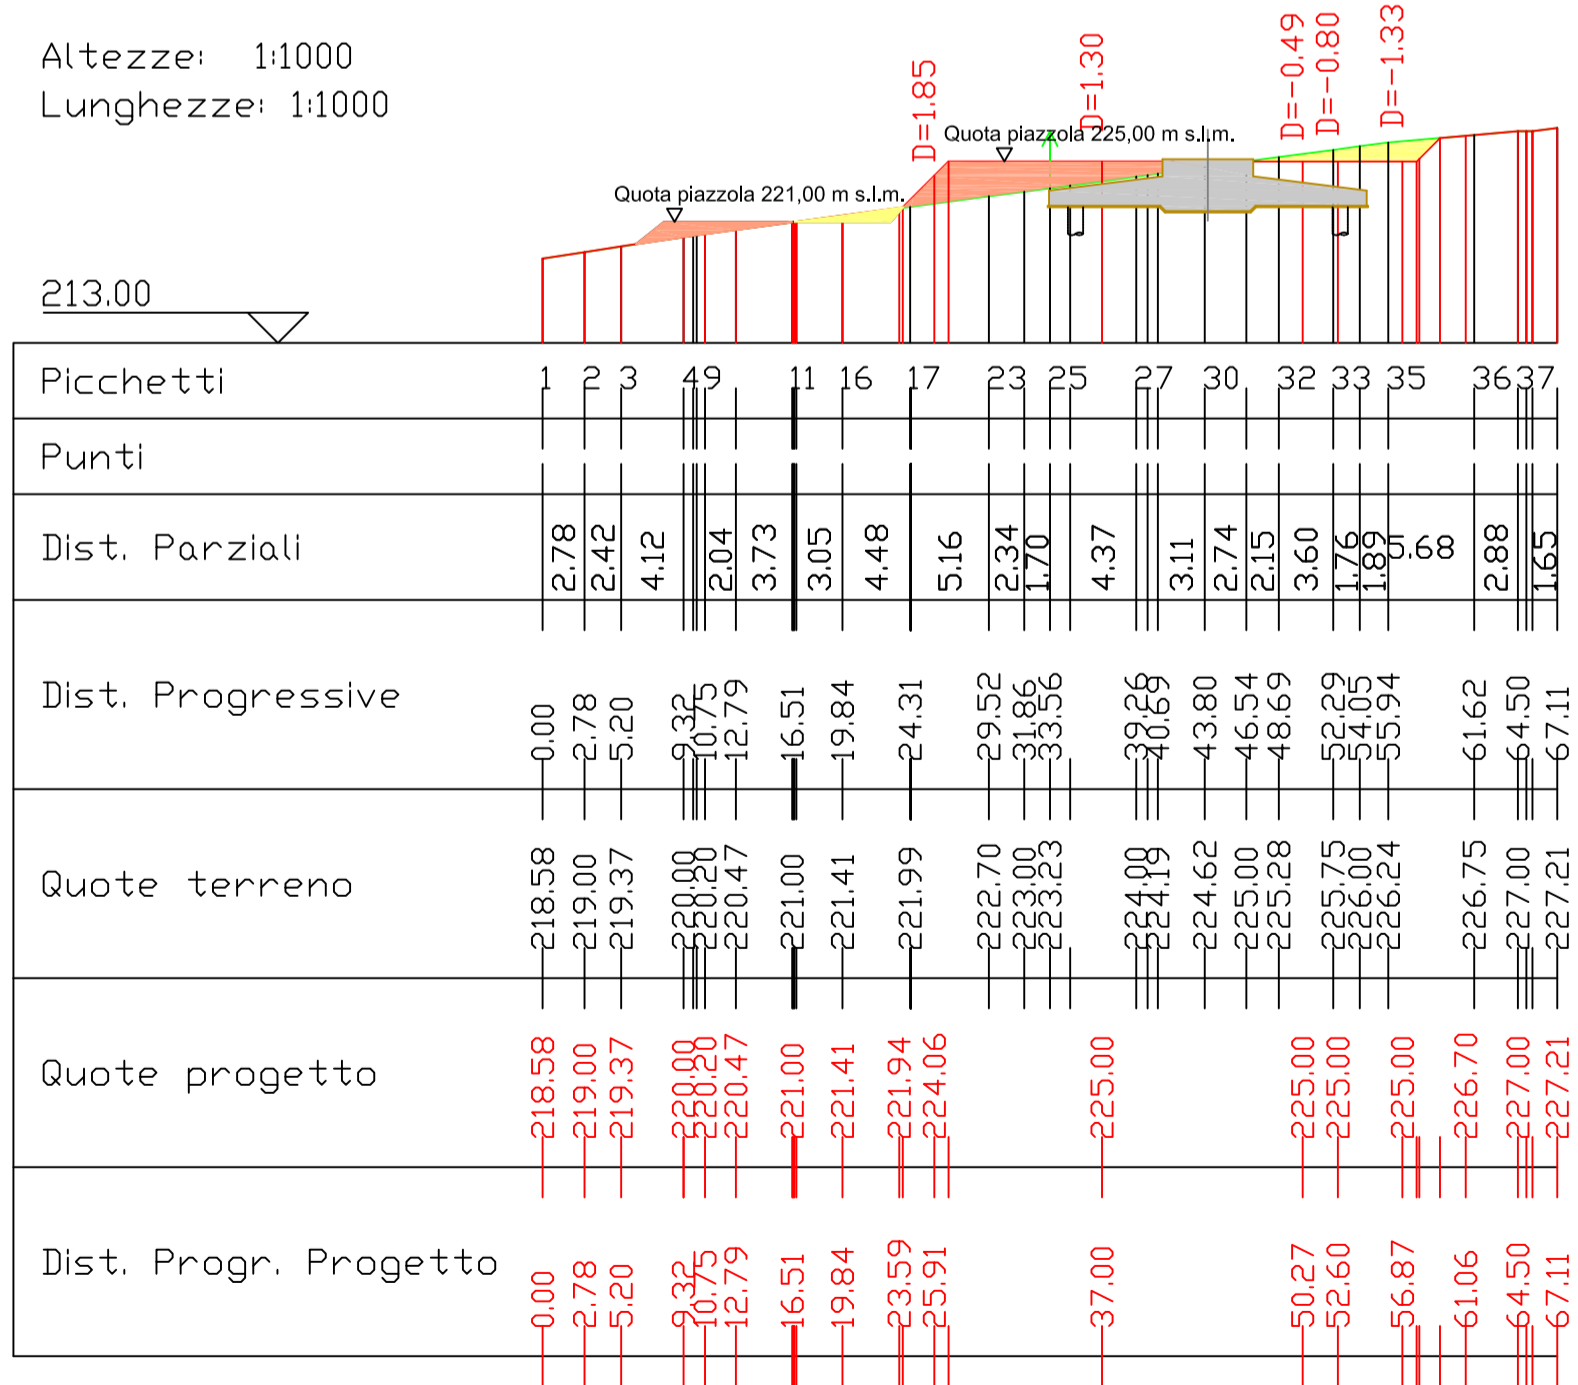 Altezze: 1:1000
Lunghezze: 1:1000
D=1.85
D=1.30
D=-0.49
D=-0.80
D=-1.33
Quota piazzola 225,00 m s.l.m.
Quota piazzola 221,00 m s.l.m.
213.00
Picchetti 1 2 3 4 9 11 16 17 23 25 27 30 32 33 35 36 37
Punti
Dist. Parziali 2.78 2.42 4.12 2.04 3.73 3.05 4.48 5.16 2.34 1.70 4.37 3.11 2.74 2.15 3.60 1.76 1.89 5.68 2.88 1.65
Dist. Progressive 0.00 2.78 5.20 9.32 10.75 12.79 16.51 19.84 24.31 29.52 31.86 33.56 39.26 40.69 43.80 46.54 48.69 52.29 54.05 55.94 61.62 64.50 67.11
Quote terreno 218.58 219.00 219.37 220.00 220.20 220.47 221.00 221.41 221.99 222.70 223.00 223.23 224.00 224.19 224.62 225.00 225.28 225.75 226.00 226.24 226.75 227.00 227.21
Quote progetto 218.58 219.00 219.37 220.00 220.20 220.47 221.00 221.41 221.94 224.06 225.00 225.00 225.00 225.00 226.70 227.00 227.21
Dist. Progr. Progetto 0.00 2.78 5.20 9.32 10.75 12.79 16.51 19.84 23.59 25.91 37.00 50.27 52.60 56.87 61.06 64.50 67.11